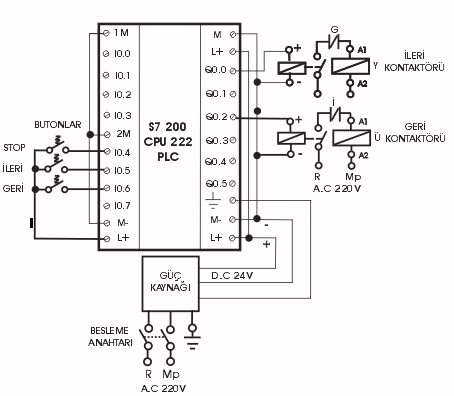 1M
I0.0
I0.1
I0.2
I0.3
2M
I0.4
I0.5
I0.6
I0.7
M-
L+
BUTONLAR
STOP
İLERİ
GERİ
S7 200
CPU 222
PLC
M
L+
Q0.0
Q0.1
Q0.2
Q0.3
Q0.4
Q0.5
M-
L+
+
-
G
A1
Y
A2
İLERİ
KONTAKTÖRÜ
+
-
İ
A1
Ü
A2
GERİ
KONTAKTÖRÜ
R Mp
A.C 220V
-
+
D.C 24V
GÜÇ
KAYNAĞI
BESLEME
ANAHTARI
R Mp
A.C 220V